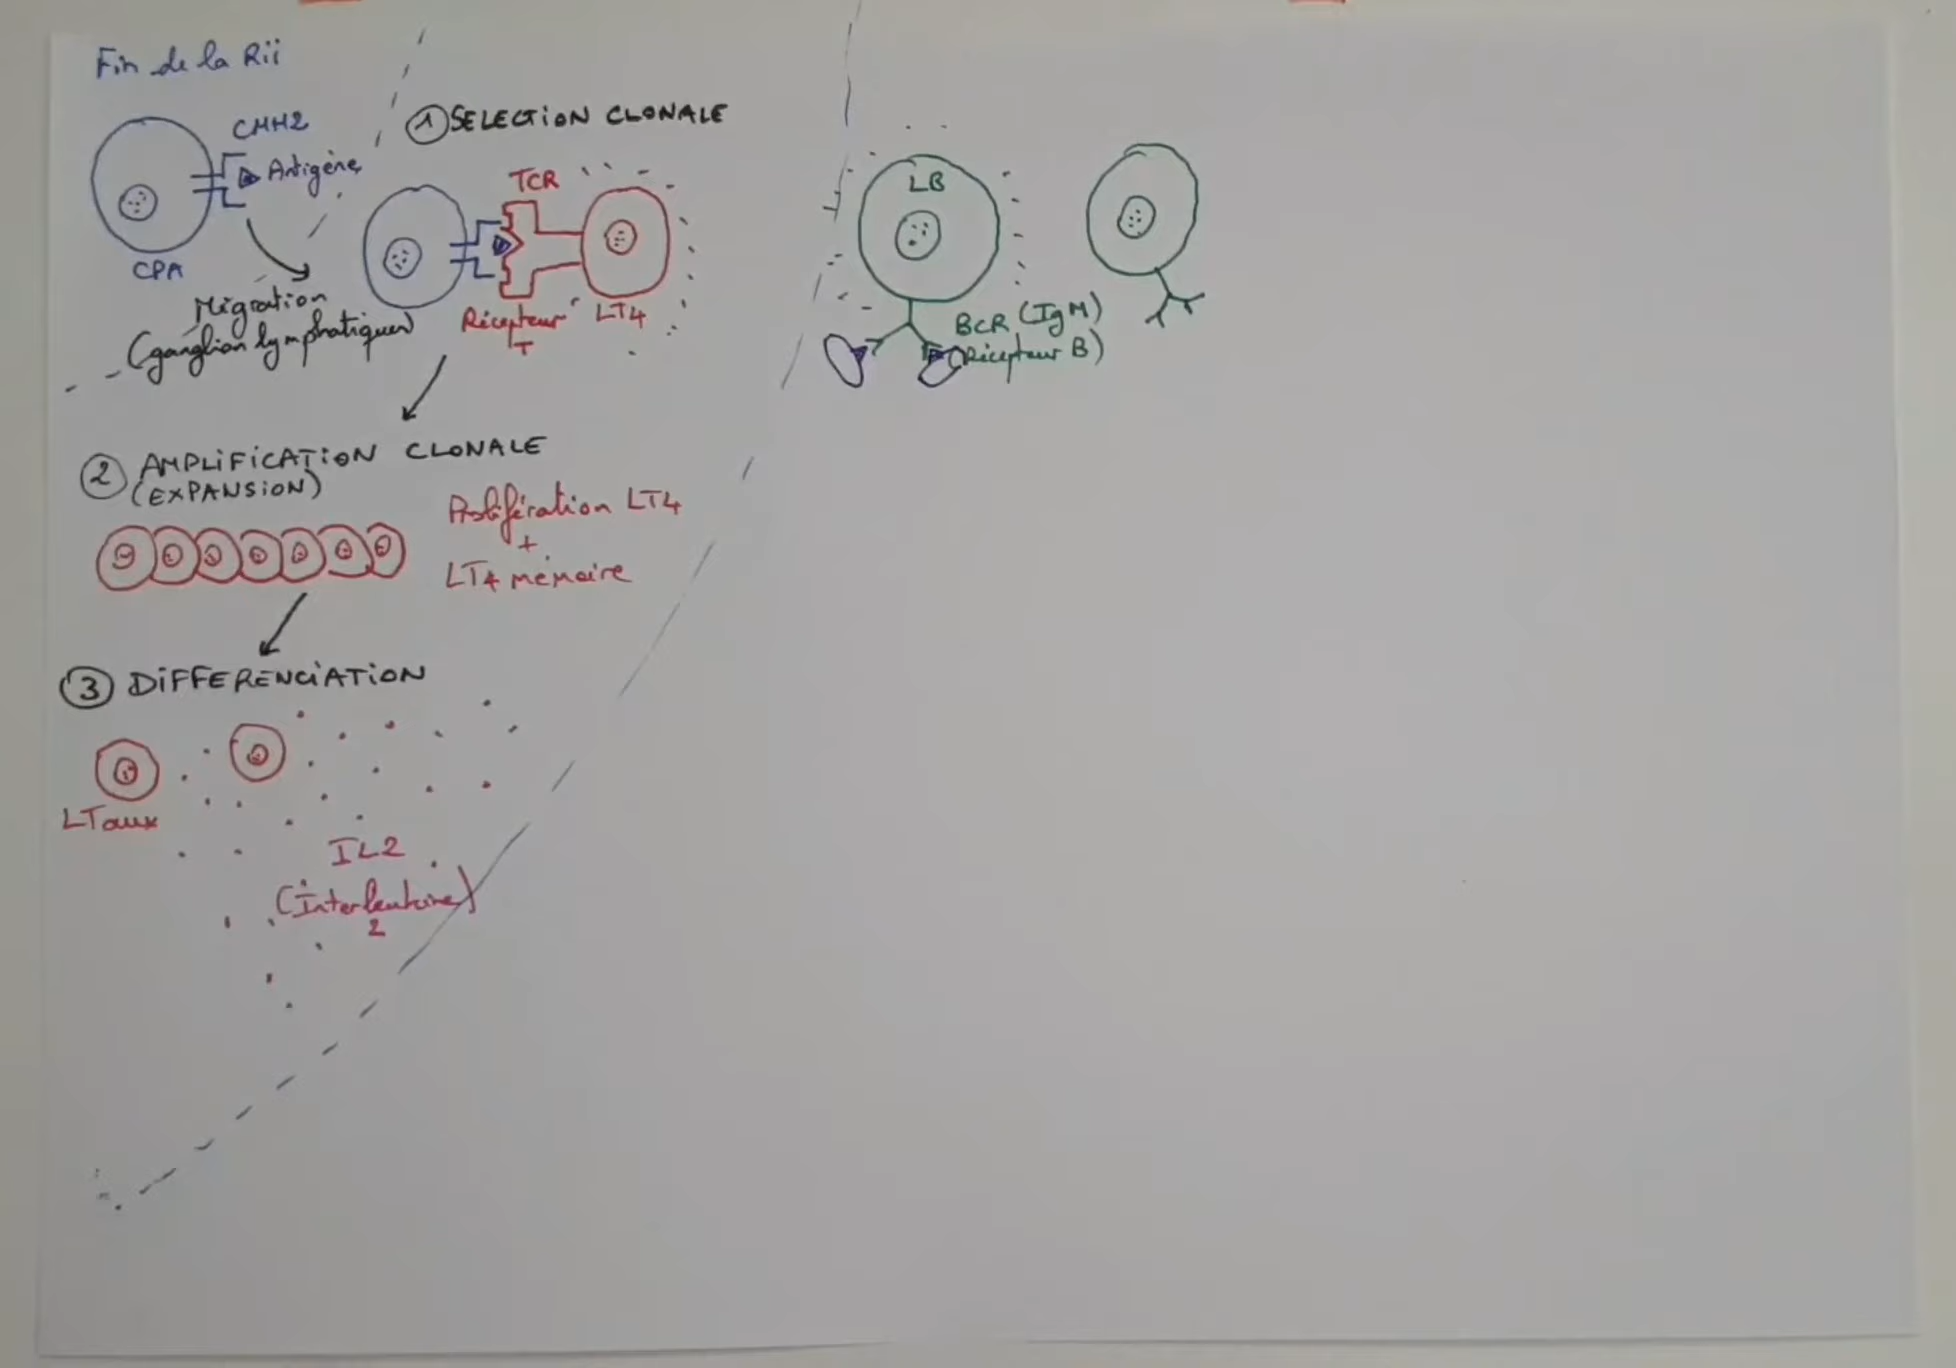 Fin de la Rii
CMH2
Antigène
CPA
Migration
(ganglion lymphatiques)
① SELECTION CLONALE
TCR
Récepteur
T
LT4
② AMPLIFICATION CLONALE
(EXPANSION)
Prolifération LT4
+
LT4 mémoire
③ DIFFERENCIATION
LTaux
IL2
(Interleukine)
2
LB
BCR (IgM)
(Récepteur B)